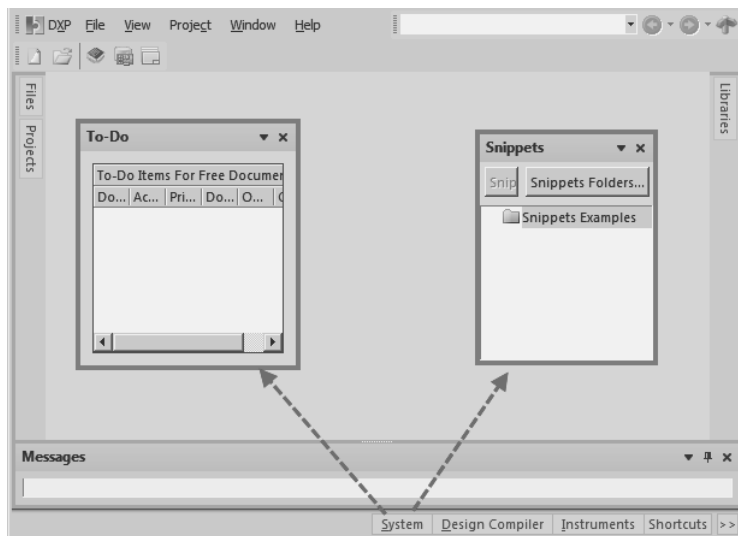 DXP File View Project Window Help
Files
Projects
Libraries
To-Do
To-Do Items For Free Documer
Do... Ac... Pri... Do... O...
Snippets
Snip Snippets Folders...
Snippets Examples
Messages
System Design Compiler Instruments Shortcuts >>